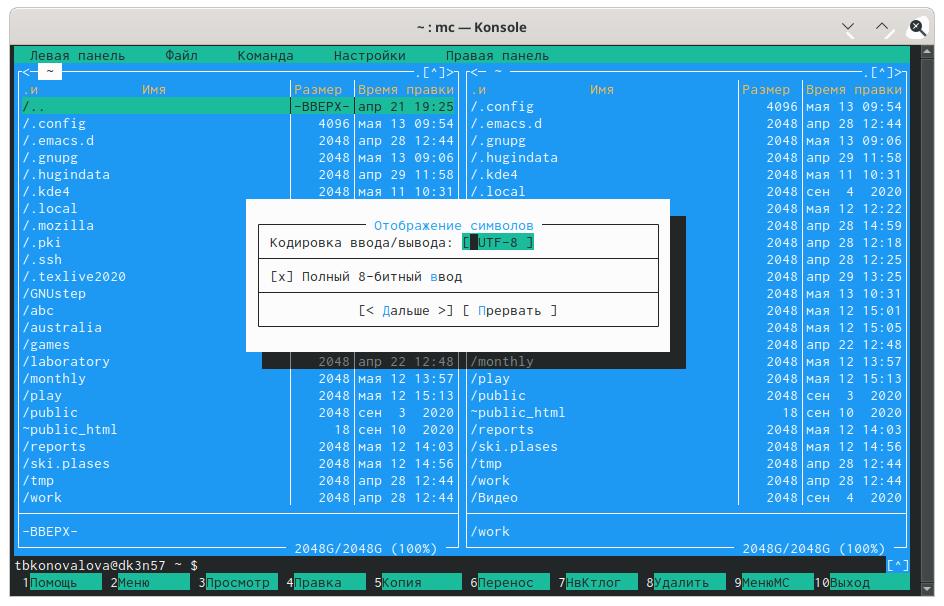 ~ : mc — Konsole
Левая панель Файл Команда Настройки Правая панель
<— ~ .[^]> <— ~ .[^]>
.и Имя Размер Время правки .и Имя Размер Время правки
/.. -ВВЕРХ- апр 21 19:25 /.config 4096 мая 13 09:54
/.config 4096 мая 13 09:54 /.emacs.d 2048 апр 28 12:44
/.emacs.d 2048 апр 28 12:44 /.gnupg 2048 мая 13 09:06
/.gnupg 2048 мая 13 09:06 /.hugindata 2048 апр 29 11:58
/.hugindata 2048 апр 29 11:58 /.kde4 2048 мая 11 10:31
/.kde4 2048 мая 11 10:31 /.local 2048 сен 4 2020
/.local 2048 мая 12 12:22
/.mozilla Отображение символов 2048 апр 28 14:59
/.pki Кодировка ввода/вывода: [ UTF-8 ] 2048 апр 28 12:18
/.ssh 2048 апр 28 12:25
/.texlive2020 [x] Полный 8-битный ввод 2048 апр 29 13:25
/GNUstep 2048 мая 13 10:31
/abc [< Дальше >] [ Прервать ] 2048 мая 12 15:01
/australia 2048 мая 12 15:05
/games 2048 апр 22 12:48
/laboratory 2048 апр 22 12:48 /monthly 2048 мая 12 13:57
/monthly 2048 мая 12 13:57 /play 2048 мая 12 15:13
/play 2048 мая 12 15:13 /public 2048 сен 3 2020
/public 2048 сен 3 2020 ~public_html 18 сен 10 2020
~public_html 18 сен 10 2020 /reports 2048 мая 12 14:03
/reports 2048 мая 12 14:03 /ski.plases 2048 мая 12 14:56
/ski.plases 2048 мая 12 14:56 /tmp 2048 апр 28 12:44
/tmp 2048 апр 28 12:44 /work 2048 апр 28 12:44
/work 2048 апр 28 12:44 /Видео 2048 сен 4 2020
-ВВЕРХ- /work
2048G/2048G (100%) 2048G/2048G (100%)
tbkonovalova@dk3n57 ~ $ [^]
1Помощь 2Меню 3Просмотр 4Правка 5Копия 6Перенос 7НвКтлог 8Удалить 9МенюМС 10Выход